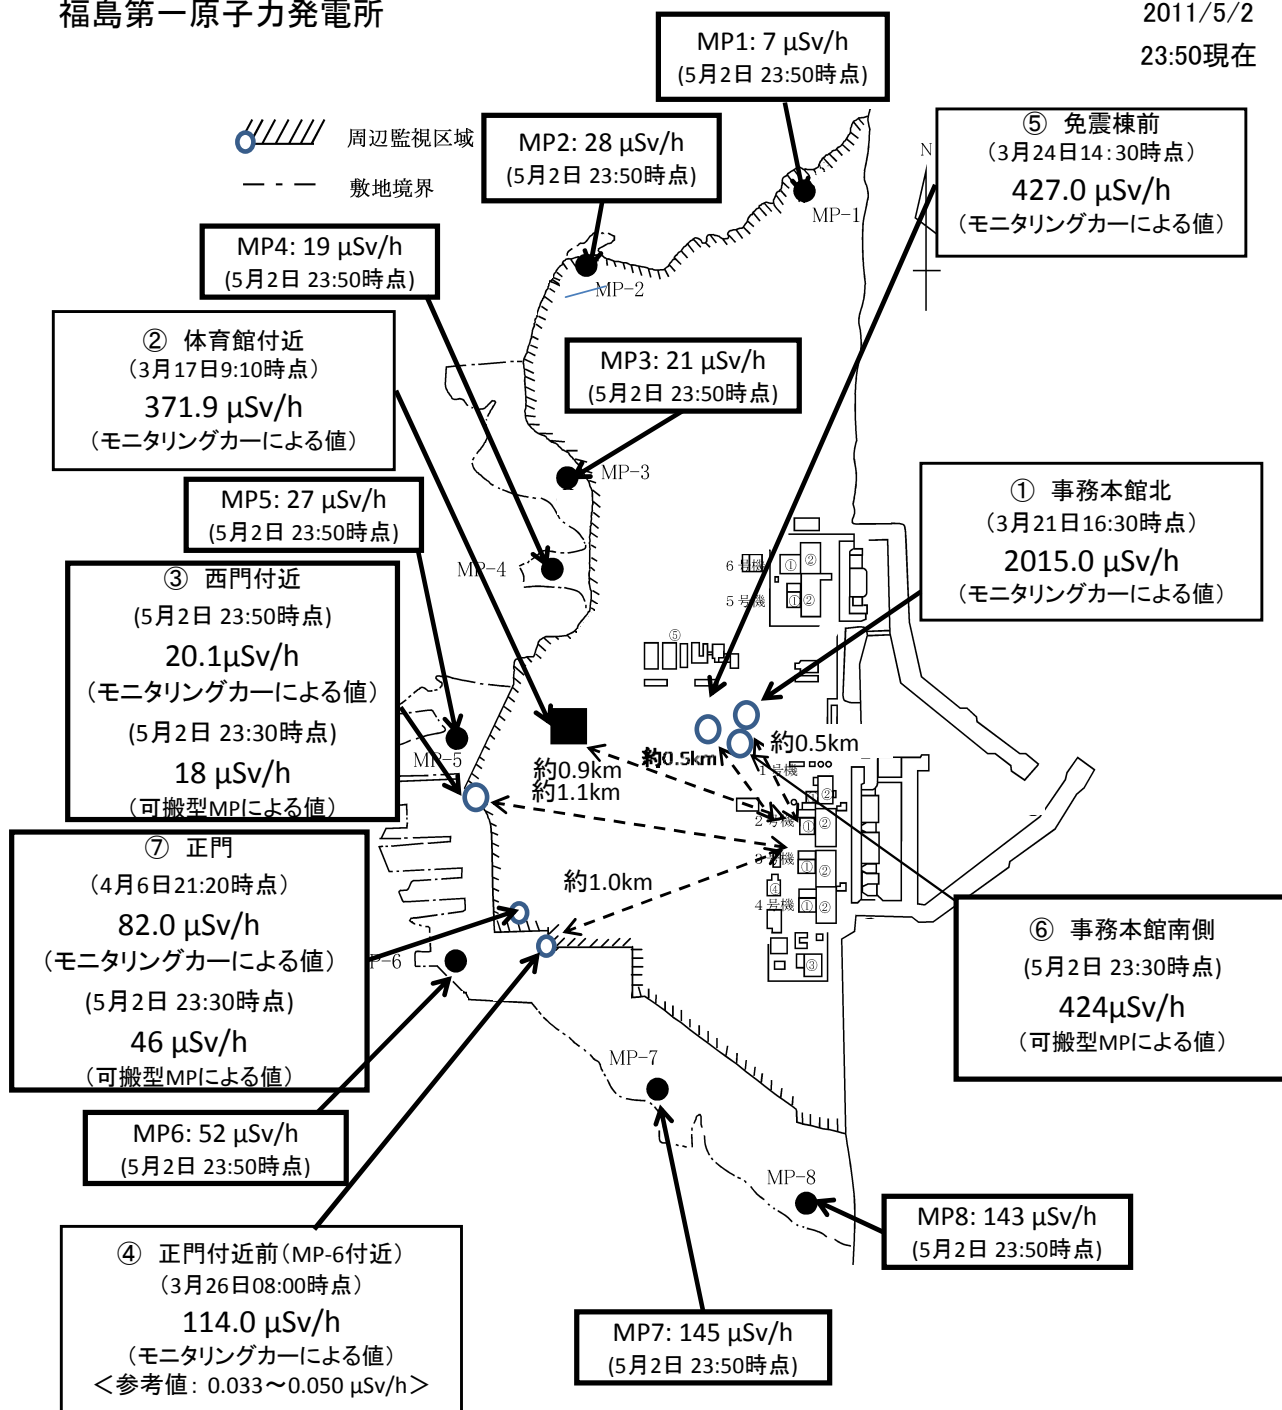 福島第一原子力発電所
2011/5/2
23:50現在
周辺監視区域
敷地境界
MP1: 7 μSv/h
(5月2日 23:50時点)
MP2: 28 μSv/h
(5月2日 23:50時点)
⑤ 免震棟前
(3月24日14:30時点)
427.0 μSv/h
(モニタリングカーによる値)
N
MP-1
MP4: 19 μSv/h
(5月2日 23:50時点)
MP-2
② 体育館付近
(3月17日9:10時点)
371.9 μSv/h
(モニタリングカーによる値)
MP3: 21 μSv/h
(5月2日 23:50時点)
MP-3
① 事務本館北
(3月21日16:30時点)
2015.0 μSv/h
(モニタリングカーによる値)
MP5: 27 μSv/h
(5月2日 23:50時点)
MP-4
6号機
① ②
5号機
① ②
③ 西門付近
(5月2日 23:50時点)
20.1μSv/h
(モニタリングカーによる値)
(5月2日 23:30時点)
18 μSv/h
(可搬型MPによる値)
⑤
MP-5
約0.9km
約1.1km
約0.5km
約0.5km
1号機
②
2号機
① ②
3号機
① ②
④
4号機
① ②
③
約1.0km
⑦ 正門
(4月6日21:20時点)
82.0 μSv/h
(モニタリングカーによる値)
(5月2日 23:30時点)
46 μSv/h
(可搬型MPによる値)
P-6
⑥ 事務本館南側
(5月2日 23:30時点)
424μSv/h
(可搬型MPによる値)
MP-7
MP6: 52 μSv/h
(5月2日 23:50時点)
MP-8
MP8: 143 μSv/h
(5月2日 23:50時点)
④ 正門付近前(MP-6付近)
(3月26日08:00時点)
114.0 μSv/h
(モニタリングカーによる値)
<参考値: 0.033~0.050 μSv/h>
MP7: 145 μSv/h
(5月2日 23:50時点)